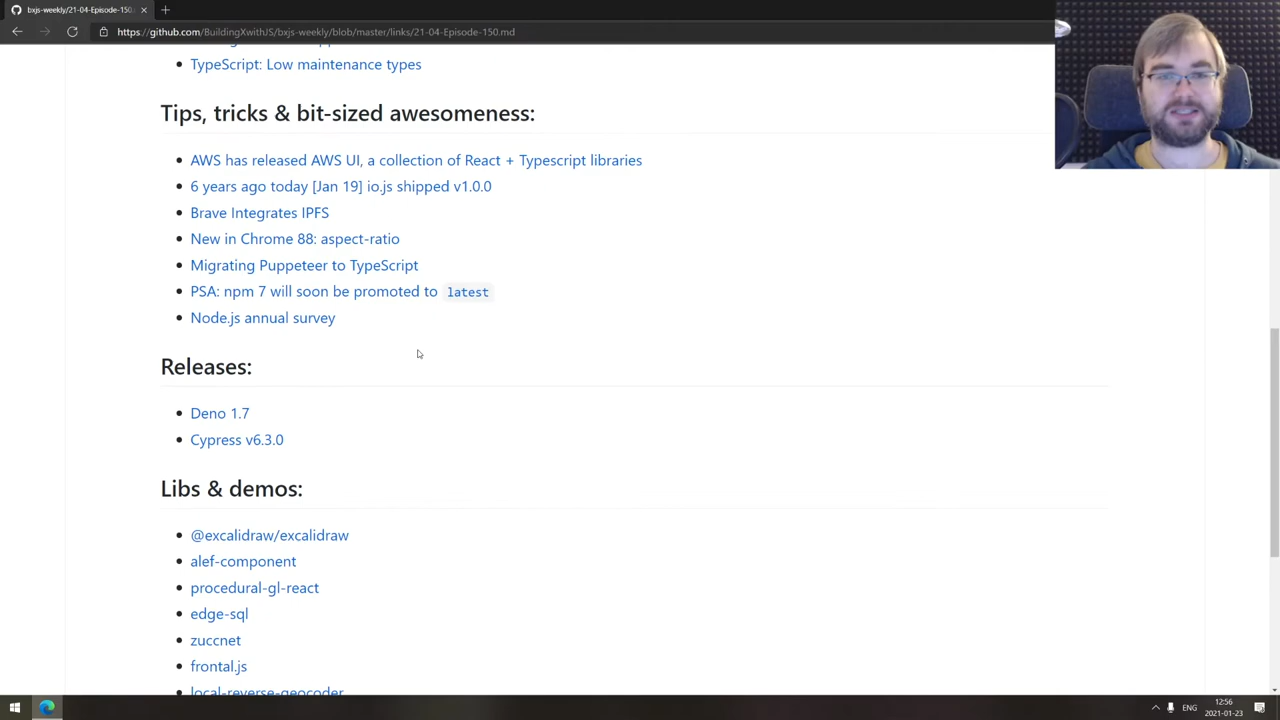 bxjs-weekly/21-04-Episode-150.
https://github.com/BuildingXwithJS/bxjs-weekly/blob/master/links/21-04-Episode-150.md
TypeScript: Low maintenance types
Tips, tricks & bit-sized awesomeness:
AWS has released AWS UI, a collection of React + Typescript libraries
6 years ago today [Jan 19] io.js shipped v1.0.0
Brave Integrates IPFS
New in Chrome 88: aspect-ratio
Migrating Puppeteer to TypeScript
PSA: npm 7 will soon be promoted to latest
Node.js annual survey
Releases:
Deno 1.7
Cypress v6.3.0
Libs & demos:
@excalidraw/excalidraw
alef-component
procedural-gl-react
edge-sql
zuccnet
frontal.js
local-reverse-geocoder
ENG
12:56
2021-01-23